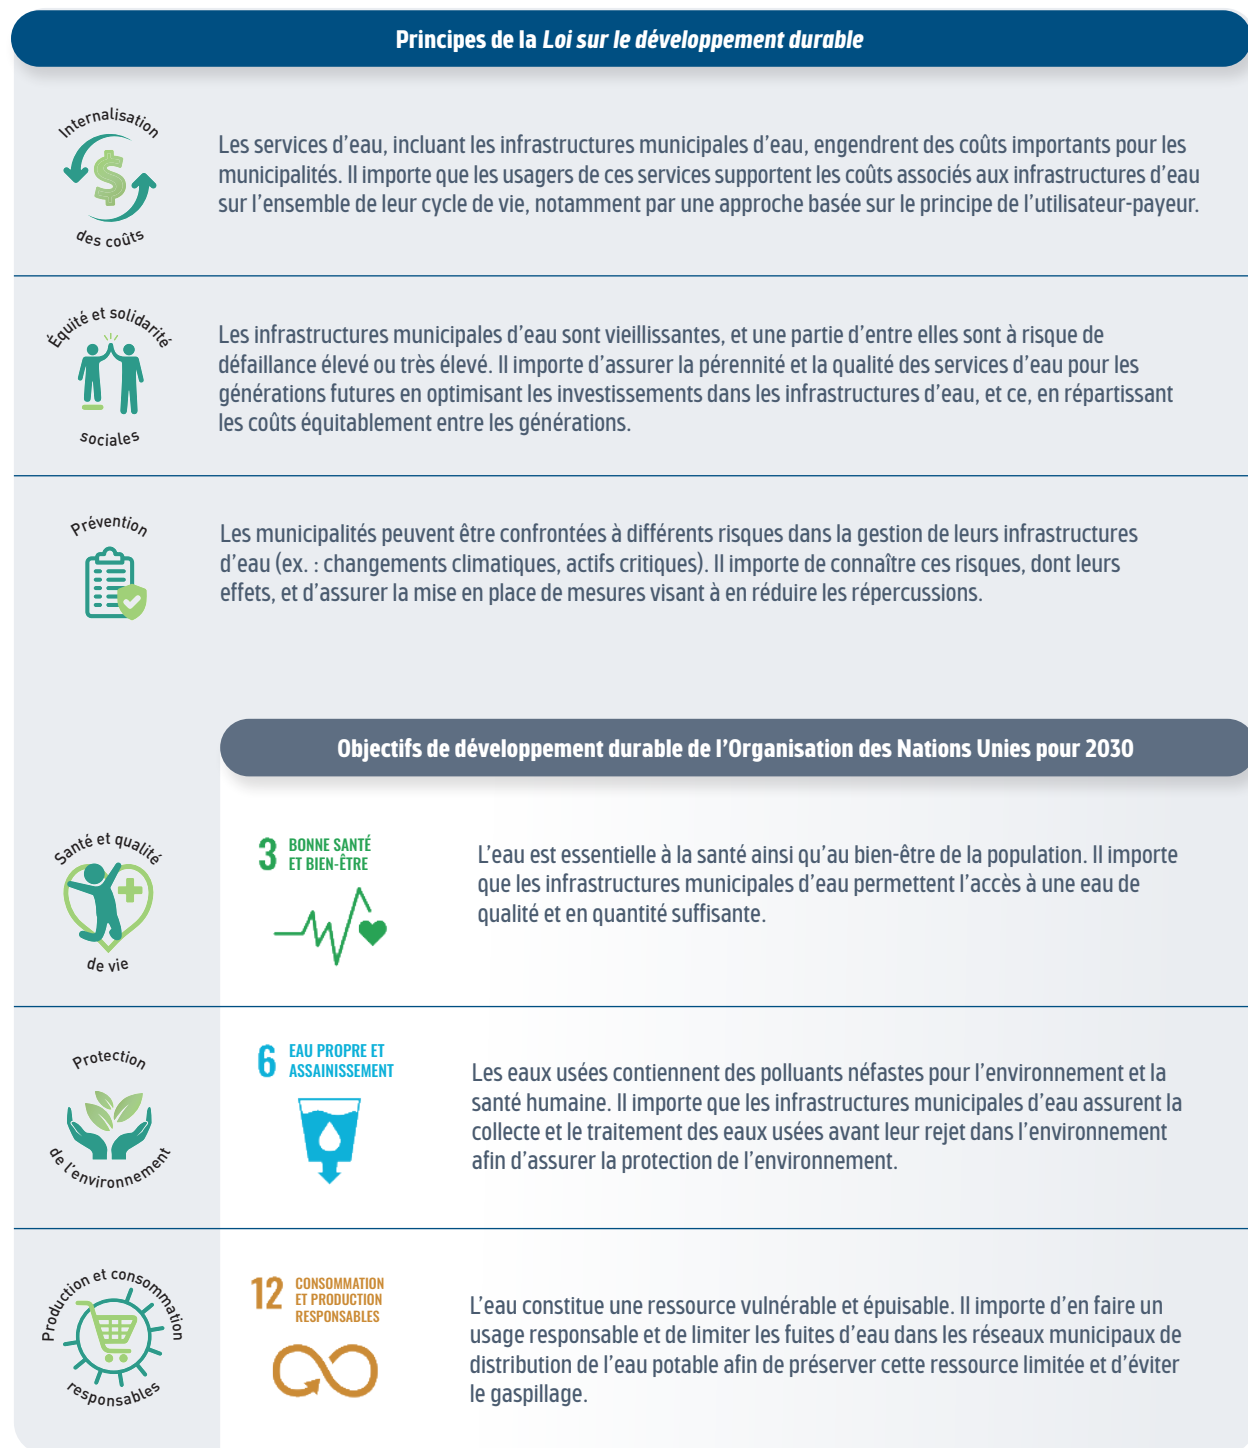 Principes de la Loi sur le développement durable
Internalisation
des coûts
Les services d’eau, incluant les infrastructures municipales d’eau, engendrent des coûts importants pour les
municipalités. Il importe que les usagers de ces services supportent les coûts associés aux infrastructures d’eau
sur l’ensemble de leur cycle de vie, notamment par une approche basée sur le principe de l’utilisateur-payeur.
Équité et solidarité
sociales
Les infrastructures municipales d’eau sont vieillissantes, et une partie d’entre elles sont à risque de
défaillance élevé ou très élevé. Il importe d’assurer la pérennité et la qualité des services d’eau pour les
générations futures en optimisant les investissements dans les infrastructures d’eau, et ce, en répartissant
les coûts équitablement entre les générations.
Prévention
Les municipalités peuvent être confrontées à différents risques dans la gestion de leurs infrastructures
d’eau (ex. : changements climatiques, actifs critiques). Il importe de connaître ces risques, dont leurs
effets, et d’assurer la mise en place de mesures visant à en réduire les répercussions.
Objectifs de développement durable de l’Organisation des Nations Unies pour 2030
Santé et qualité
de vie
3 BONNE SANTÉ
ET BIEN-ÊTRE
L’eau est essentielle à la santé ainsi qu’au bien-être de la population. Il importe
que les infrastructures municipales d’eau permettent l’accès à une eau de
qualité et en quantité suffisante.
Protection
de l’environnement
6 EAU PROPRE ET
ASSAINISSEMENT
Les eaux usées contiennent des polluants néfastes pour l’environnement et la
santé humaine. Il importe que les infrastructures municipales d’eau assurent la
collecte et le traitement des eaux usées avant leur rejet dans l’environnement
afin d’assurer la protection de l’environnement.
Production et consommation
responsables
12 CONSOMMATION
ET PRODUCTION
RESPONSABLES
L’eau constitue une ressource vulnérable et épuisable. Il importe d’en faire un
usage responsable et de limiter les fuites d’eau dans les réseaux municipaux de
distribution de l’eau potable afin de préserver cette ressource limitée et d’éviter
le gaspillage.